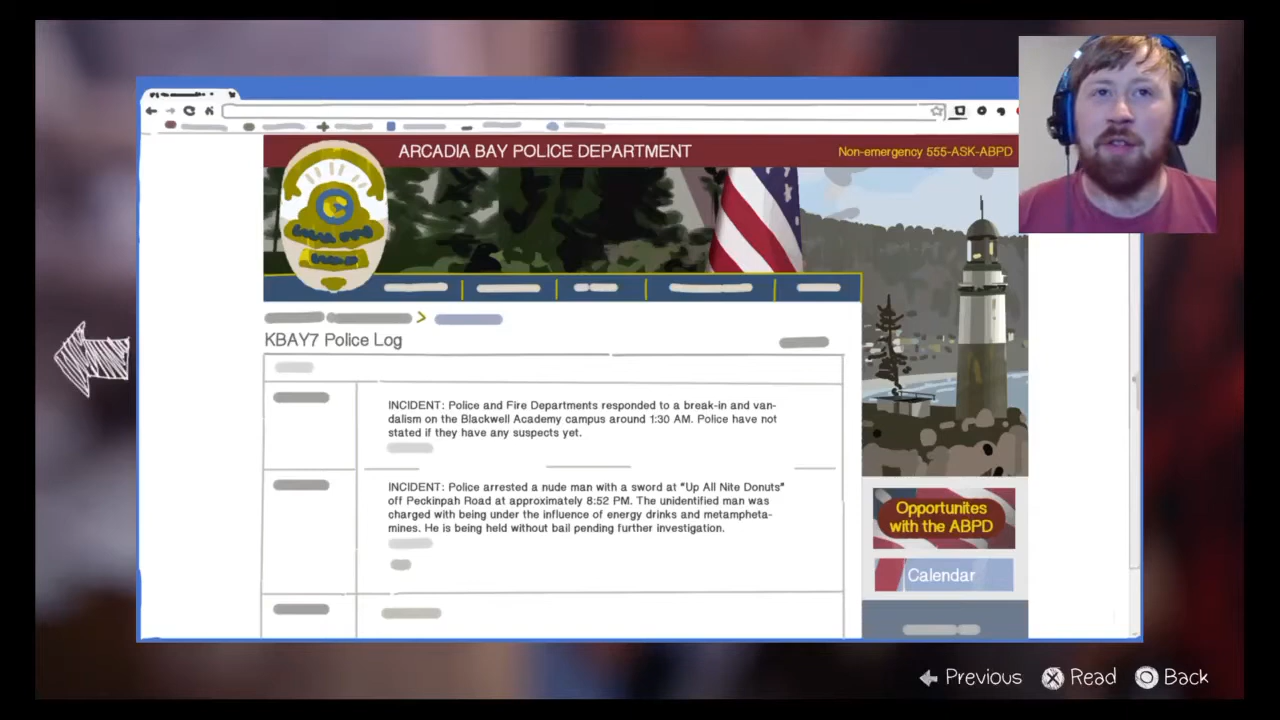 ARCADIA BAY POLICE DEPARTMENT
Non-emergency 555-ASK-ABPD
KBAY7 Police Log
INCIDENT: Police and Fire Departments responded to a break-in and van-
dalism on the Blackwell Academy campus around 1:30 AM. Police have not
stated if they have any suspects yet.
INCIDENT: Police arrested a nude man with a sword at "Up All Nite Donuts"
off Peckinpah Road at approximately 8:52 PM. The unidentified man was
charged with being under the influence of energy drinks and metampheta-
mines. He is being held without bail pending further investigation.
Opportunites
with the ABPD
Calendar
Previous
Read
Back